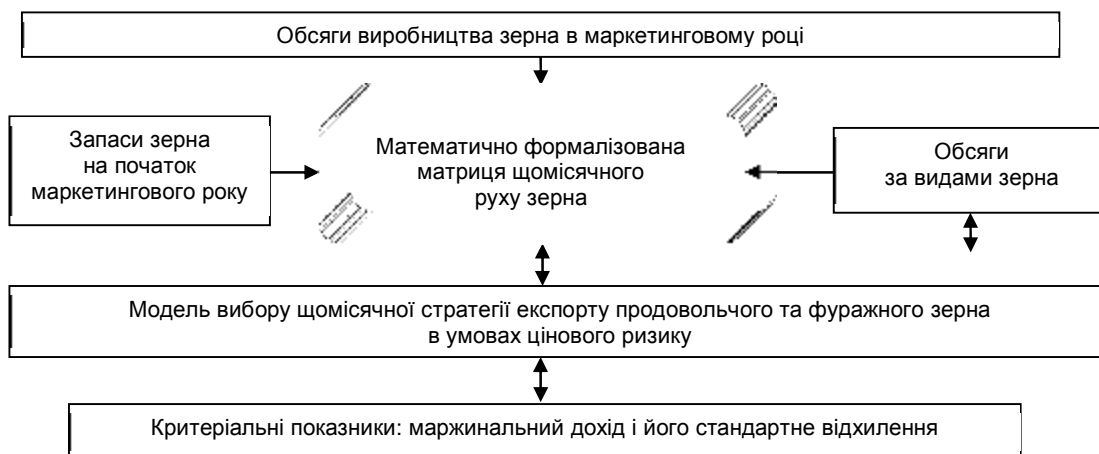 Обсяги виробництва зерна в маркетинговому році
Запаси зерна
на початок
маркетингового року
Математично формалізована
матриця щомісячного
руху зерна
Обсяги
за видами зерна
Модель вибору щомісячної стратегії експорту продовольчого та фуражного зерна
в умовах цінового ризику
Критеріальні показники: маржинальний дохід і його стандартне відхилення